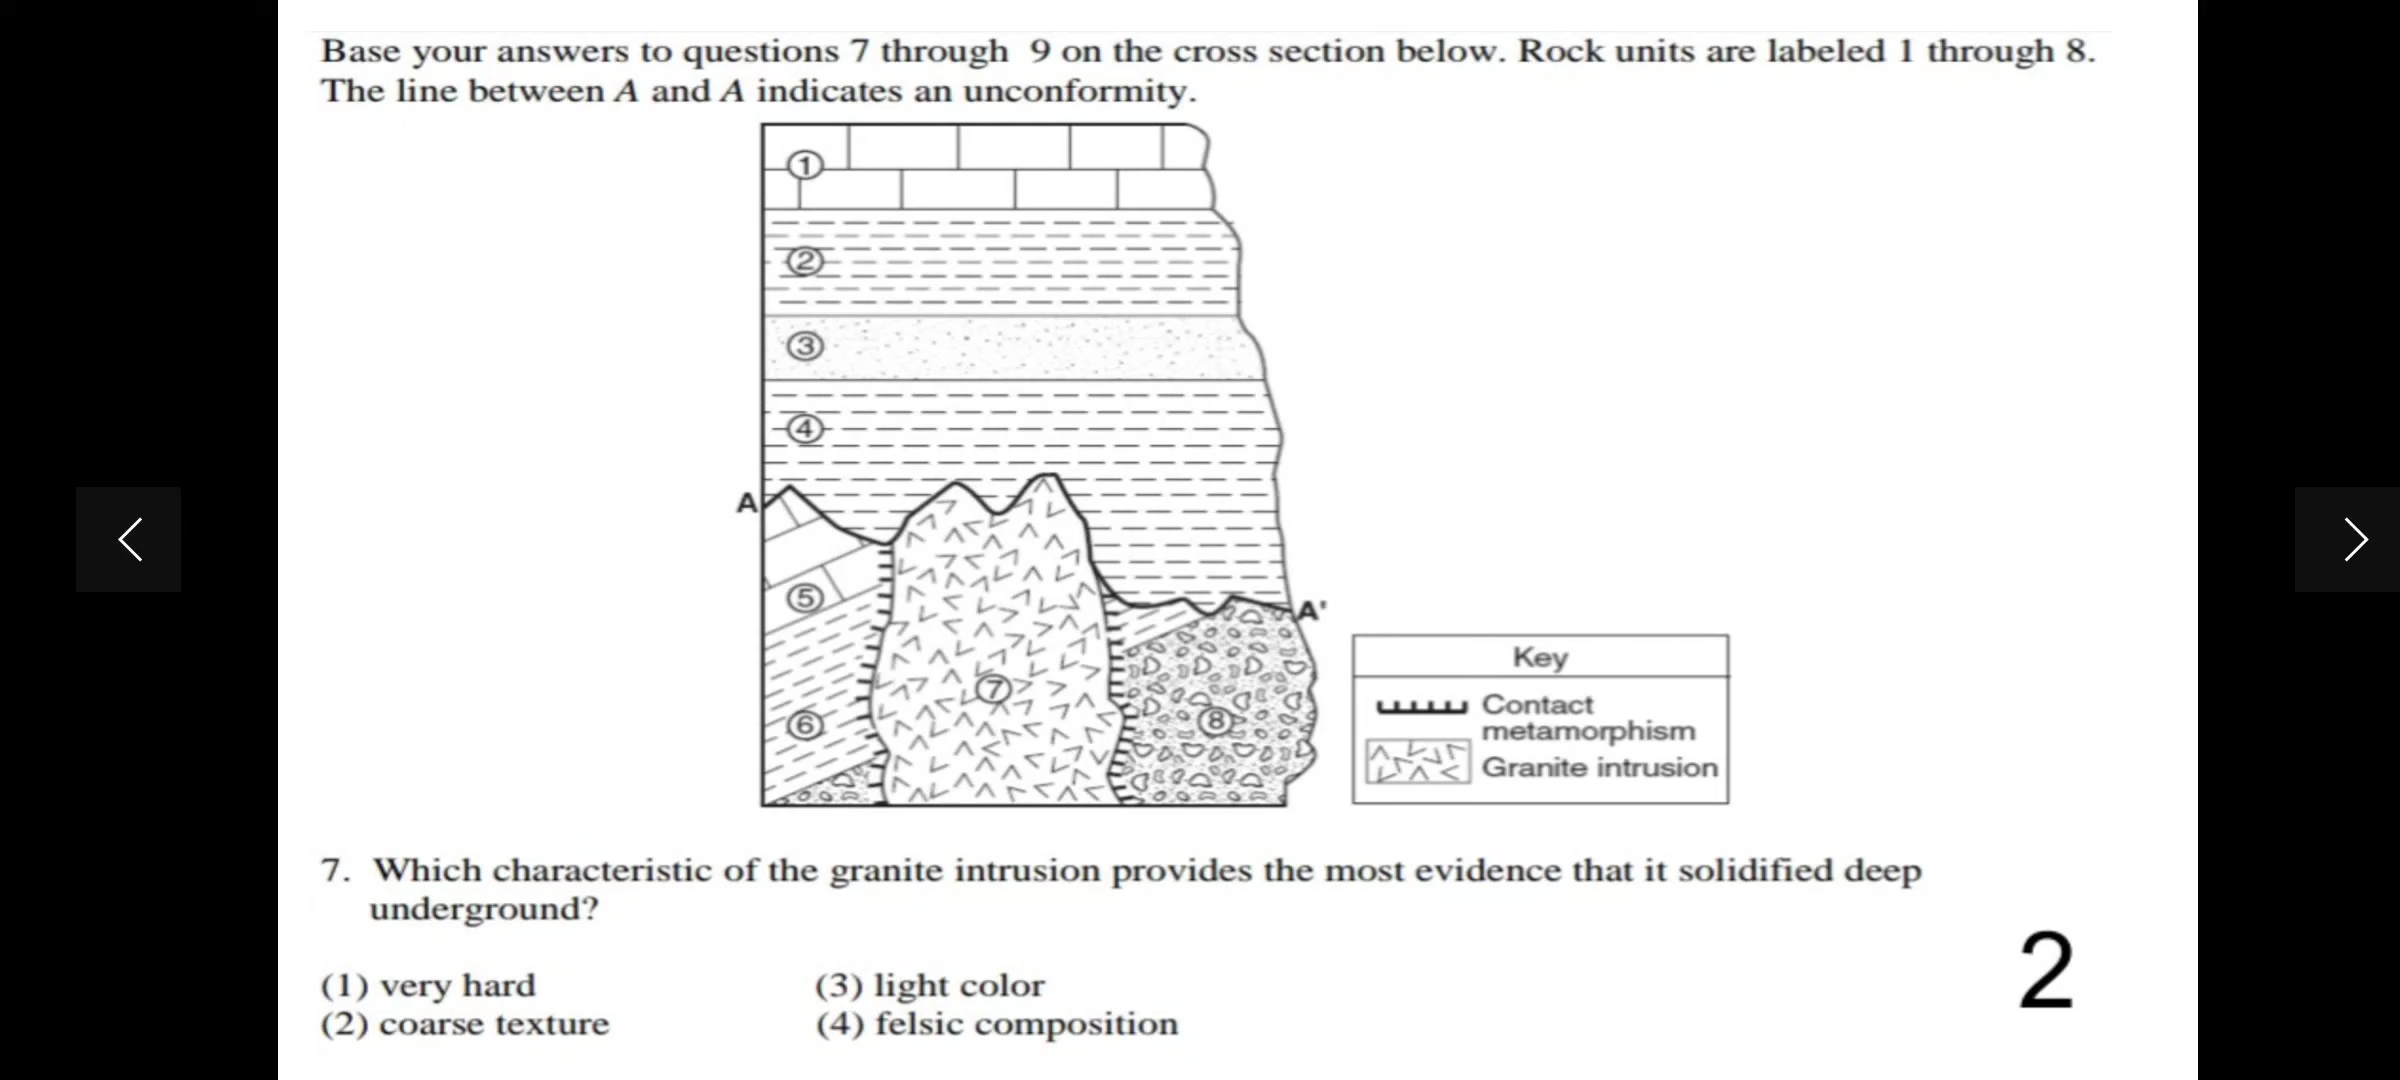 Base your answers to questions 7 through 9 on the cross section below. Rock units are labeled 1 through 8.
The line between A and A indicates an unconformity.
1
2
3
4
A
5
A'
6
7
8
Key
Contact
metamorphism
Granite intrusion
7. Which characteristic of the granite intrusion provides the most evidence that it solidified deep
underground?
(1) very hard
(2) coarse texture
(3) light color
(4) felsic composition
2